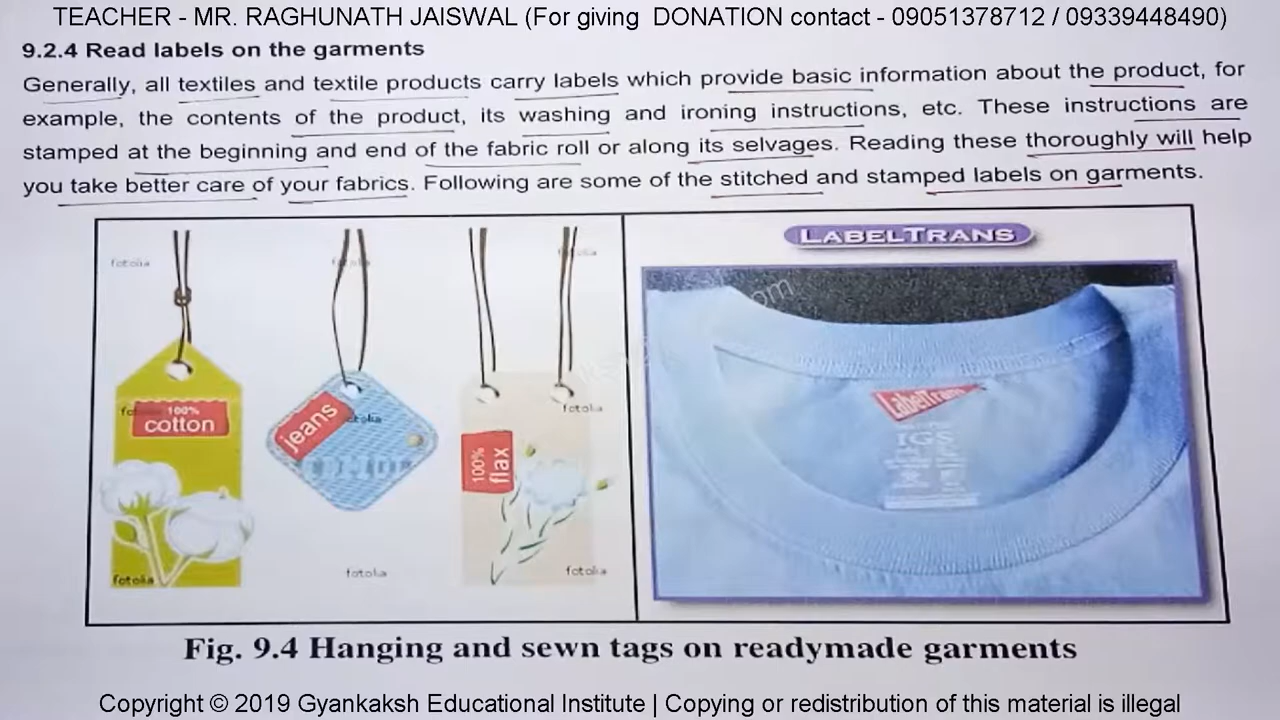 TEACHER - MR. RAGHUNATH JAISWAL (For giving DONATION contact - 09051378712 / 09339448490)
9.2.4 Read labels on the garments
Generally, all textiles and textile products carry labels which provide basic information about the product, for
example, the contents of the product, its washing and ironing instructions, etc. These instructions are
stamped at the beginning and end of the fabric roll or along its selvages. Reading these thoroughly will help
you take better care of your fabrics. Following are some of the stitched and stamped labels on garments.
fotolia
fotolia
fotolia
100%
cotton
jeans
fotolia
100%
flax
fotolia
fotolia
fotolia
fotolia
LABELTRANS
LabelTrans
IGS
Fig. 9.4 Hanging and sewn tags on readymade garments
Copyright © 2019 Gyankaksh Educational Institute | Copying or redistribution of this material is illegal